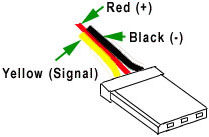 Red (+)
Black (-)
Yellow (Signal)